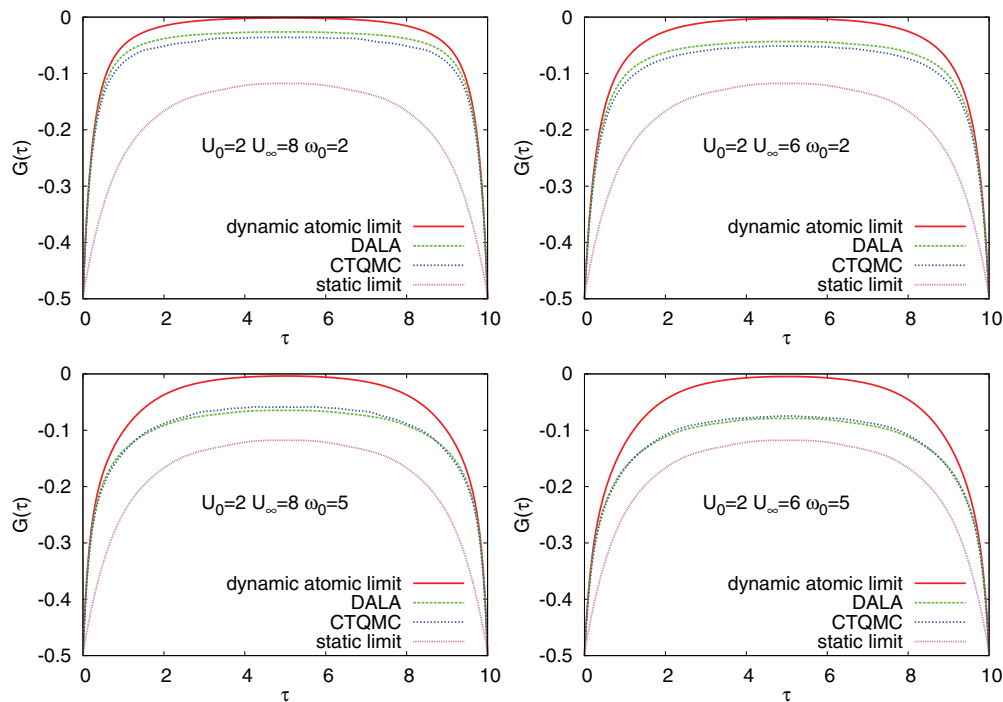 0
-0.1
-0.2
-0.3
-0.4
-0.5
G(τ)
U0=2 U∞=8 ω0=2
dynamic atomic limit
DALA
CTQMC
static limit
0 2 4 6 8 10
τ
0
-0.1
-0.2
-0.3
-0.4
-0.5
G(τ)
U0=2 U∞=6 ω0=2
dynamic atomic limit
DALA
CTQMC
static limit
0 2 4 6 8 10
τ
0
-0.1
-0.2
-0.3
-0.4
-0.5
G(τ)
U0=2 U∞=8 ω0=5
dynamic atomic limit
DALA
CTQMC
static limit
0 2 4 6 8 10
τ
0
-0.1
-0.2
-0.3
-0.4
-0.5
G(τ)
U0=2 U∞=6 ω0=5
dynamic atomic limit
DALA
CTQMC
static limit
0 2 4 6 8 10
τ